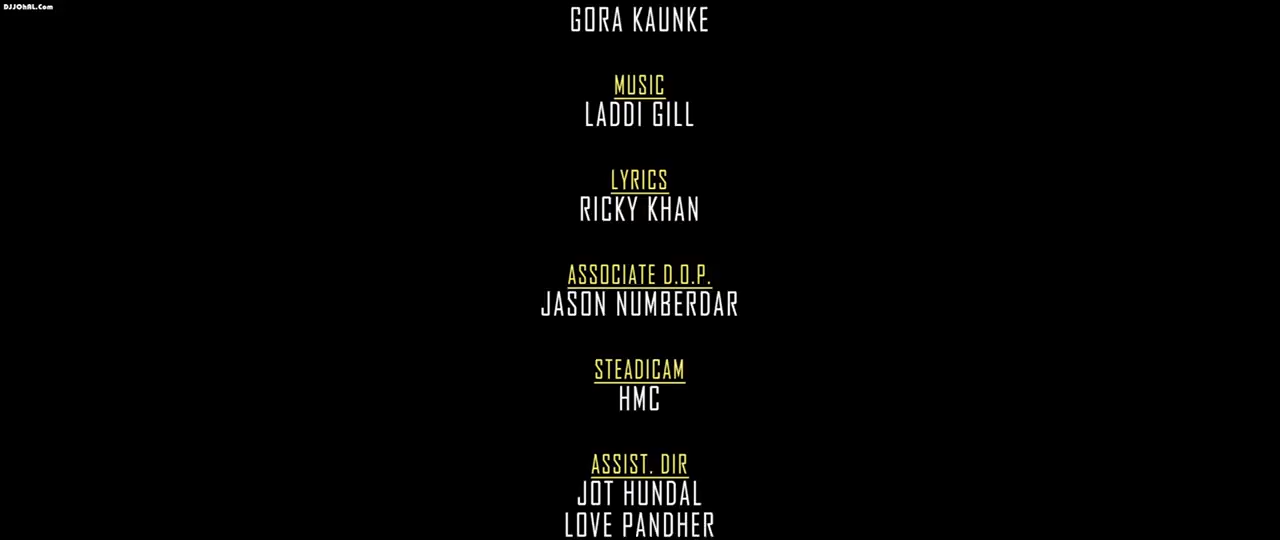 DJJOhAL.Com
GORA KAUNKE
MUSIC
LADDI GILL
LYRICS
RICKY KHAN
ASSOCIATE D.O.P.
JASON NUMBERDAR
STEADICAM
HMC
ASSIST. DIR
JOT HUNDAL
LOVE PANDHER